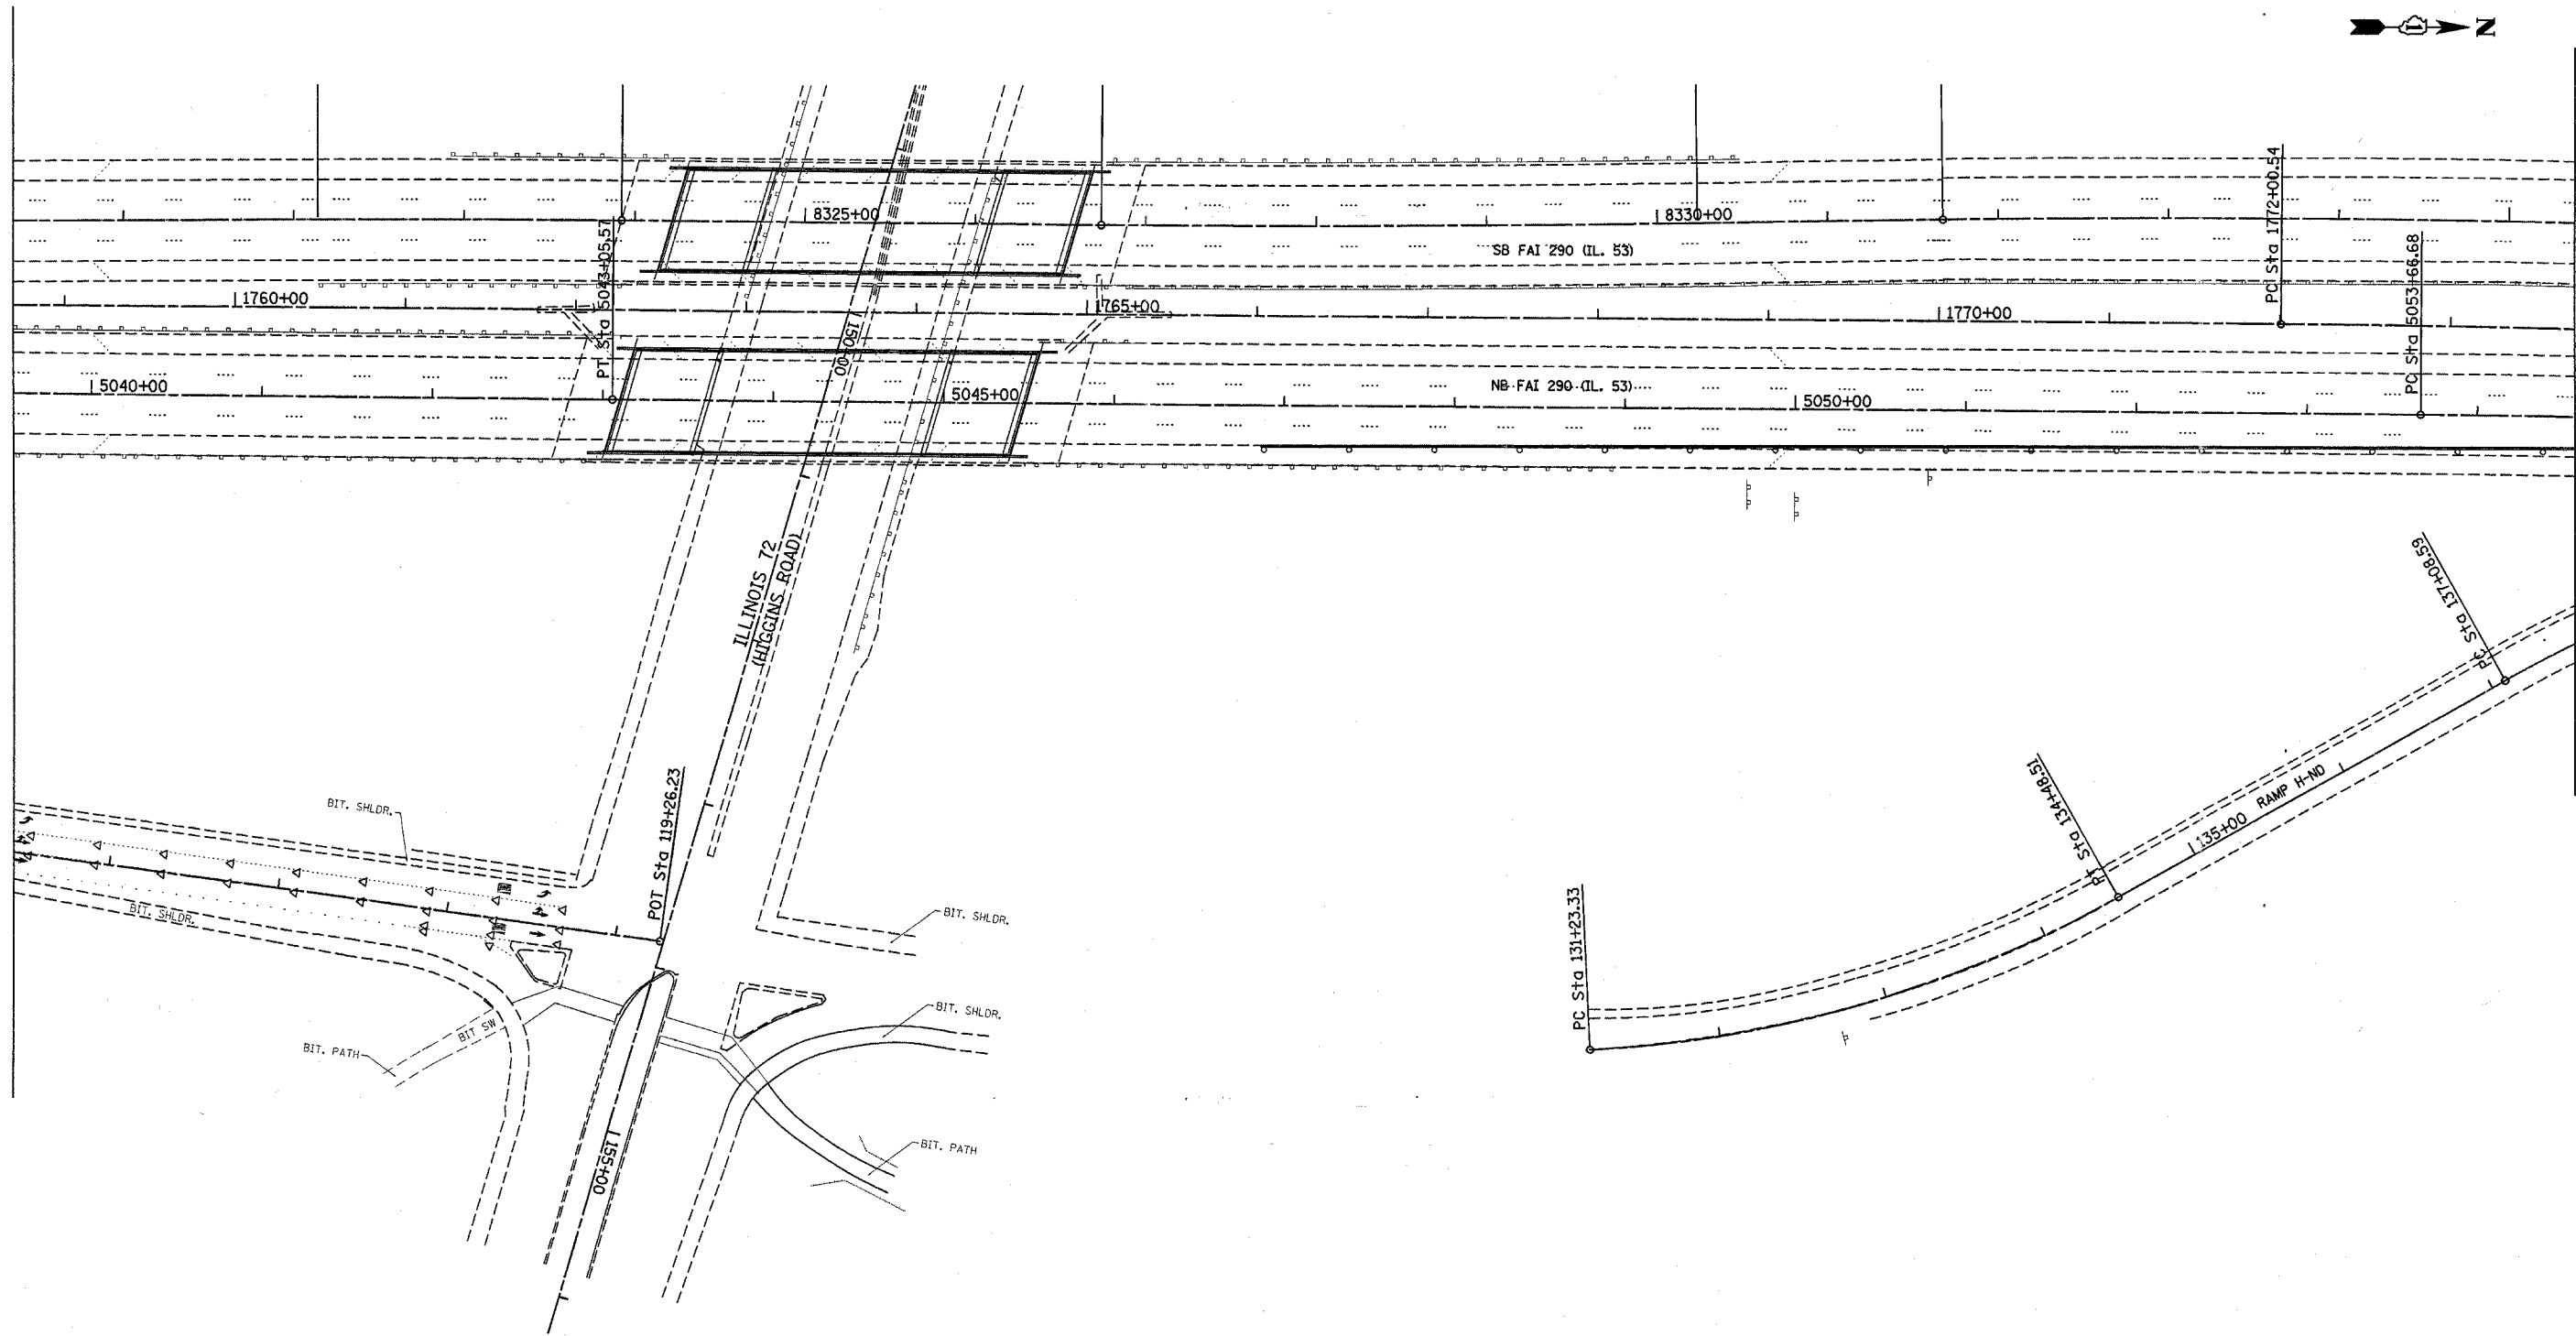 N
8325+00
8330+00
PC Sta 1772+00.54
SB FAI 290 (IL. 53)
PT Sta 5043+05.57
PC Sta 5053+66.68
1760+00
1765+00
1770+00
150+00
5040+00
5045+00
NB FAI 290 (IL. 53)
5050+00
ILLINOIS 72
(HIGGINS ROAD)
PC Sta 137+08.59
POT Sta 119+26.23
BIT. SHLDR.
PT Sta 134+48.51
RAMP H-ND
135+00
BIT. SHLDR.
BIT. SHLDR.
PC Sta 131+23.33
BIT. SHLDR.
BIT SW
BIT. PATH
BIT. PATH
155+00